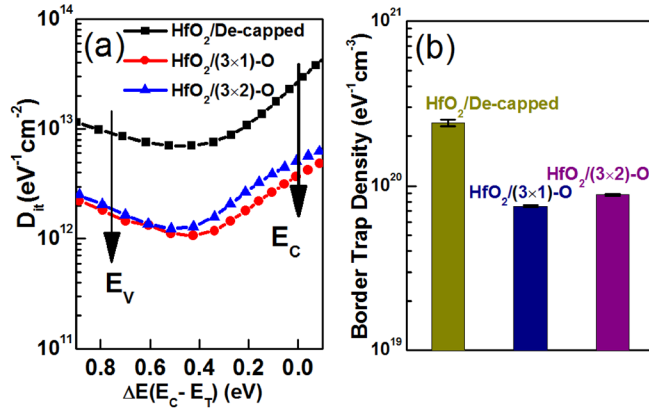 (a)
HfO₂/De-capped
HfO₂/(3×1)-O
HfO₂/(3×2)-O
10¹⁴
10¹³
10¹²
10¹¹
D_it (eV⁻¹cm⁻²)
E_V
E_C
0.8 0.6 0.4 0.2 0.0
ΔE(E_C- E_T) (eV)
(b)
10²¹
10²⁰
10¹⁹
Border Trap Density (eV⁻¹cm⁻³)
HfO₂/De-capped
HfO₂/(3×1)-O
HfO₂/(3×2)-O